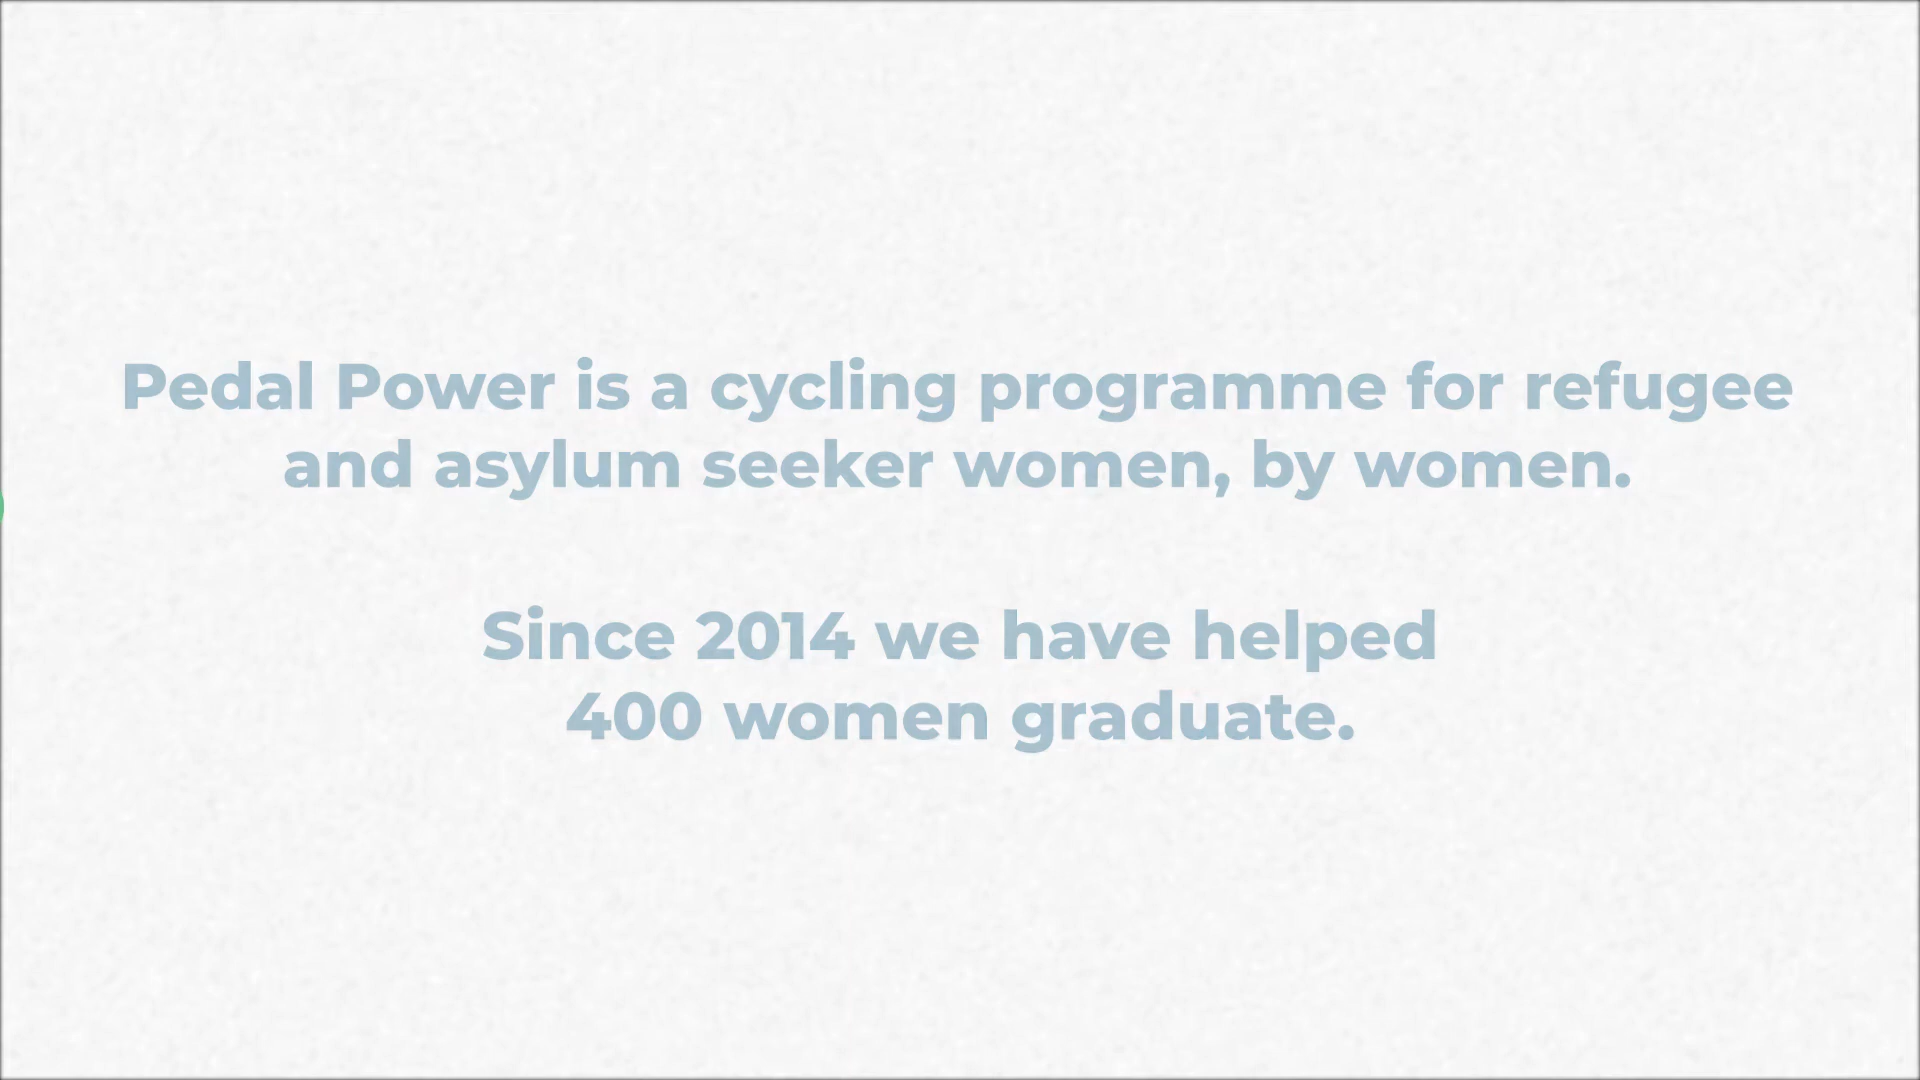 Pedal Power is a cycling programme for refugee
and asylum seeker women, by women.
Since 2014 we have helped
400 women graduate.